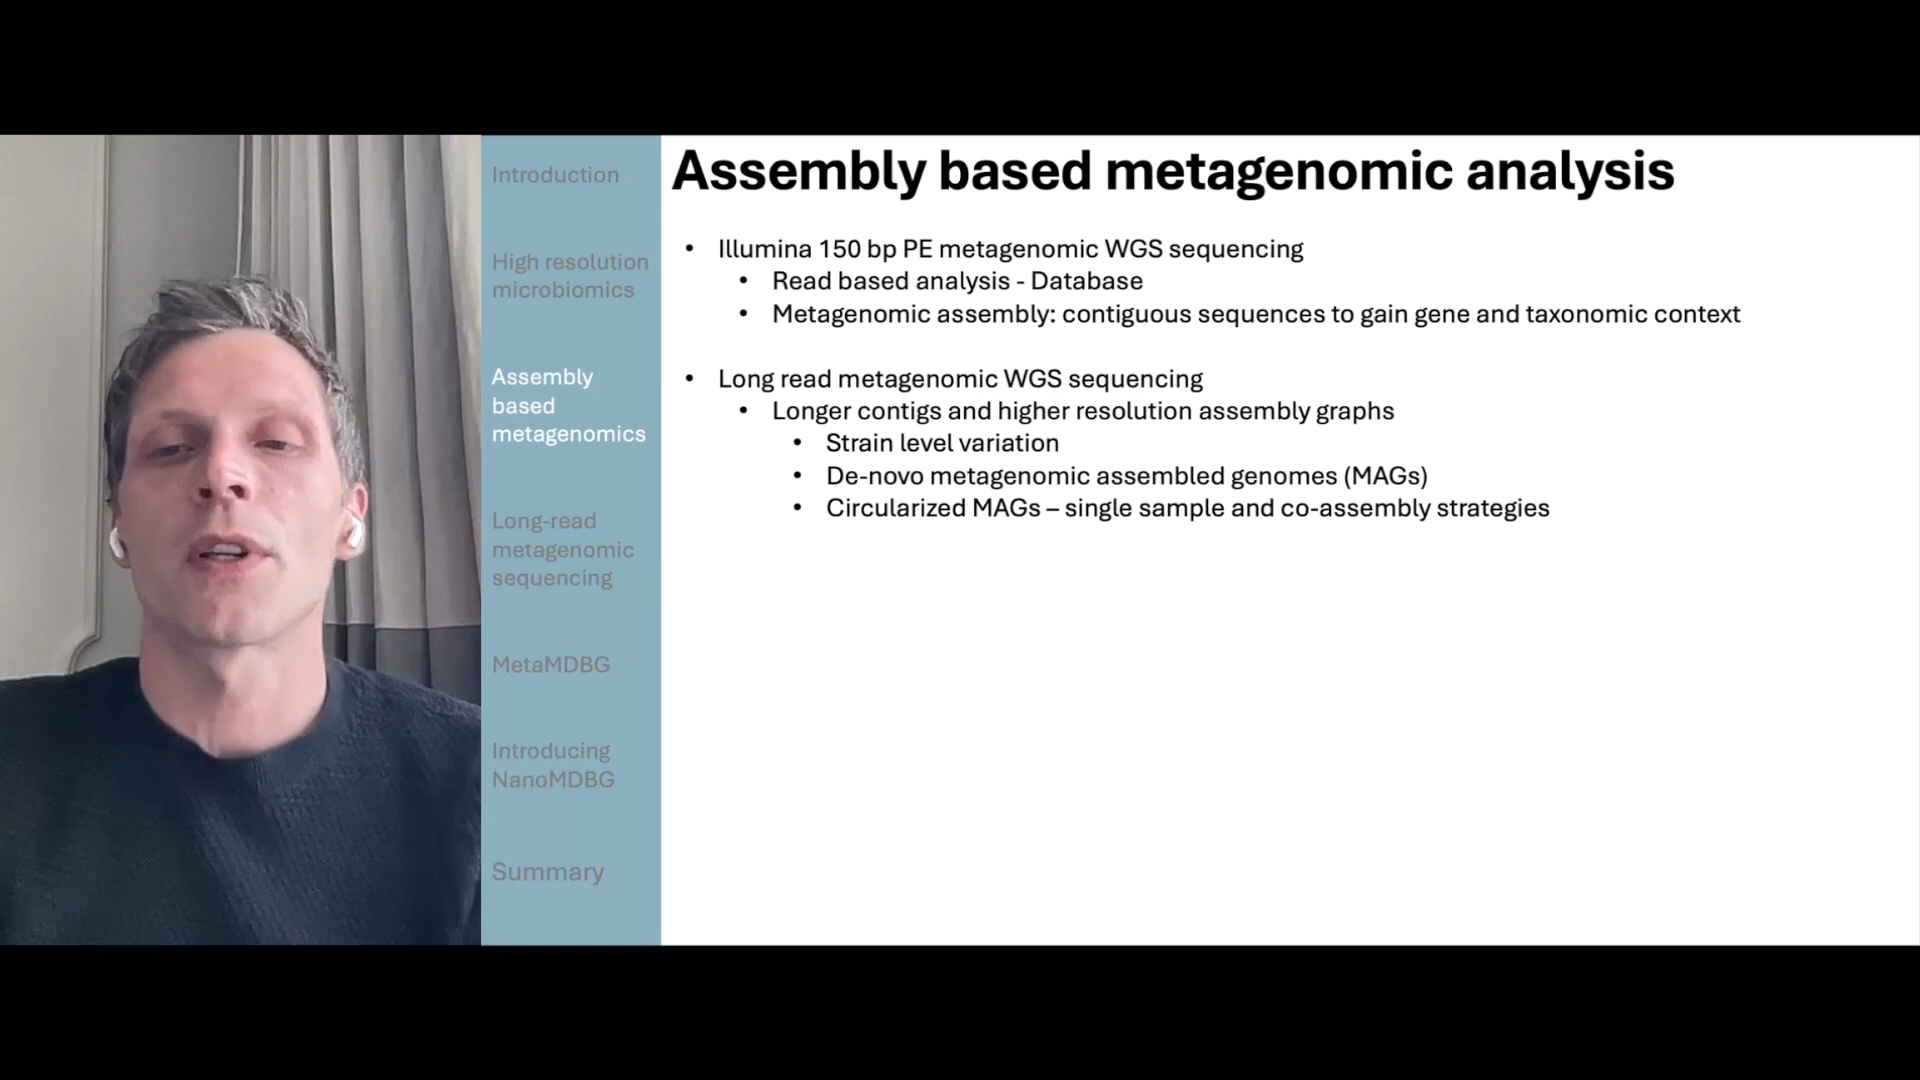 Introduction
High resolution
microbiomics
Assembly
based
metagenomics
Long-read
metagenomic
sequencing
MetaMDBG
Introducing
NanoMDBG
Summary
Assembly based metagenomic analysis
• Illumina 150 bp PE metagenomic WGS sequencing
• Read based analysis - Database
• Metagenomic assembly: contiguous sequences to gain gene and taxonomic context
• Long read metagenomic WGS sequencing
• Longer contigs and higher resolution assembly graphs
• Strain level variation
• De-novo metagenomic assembled genomes (MAGs)
• Circularized MAGs – single sample and co-assembly strategies